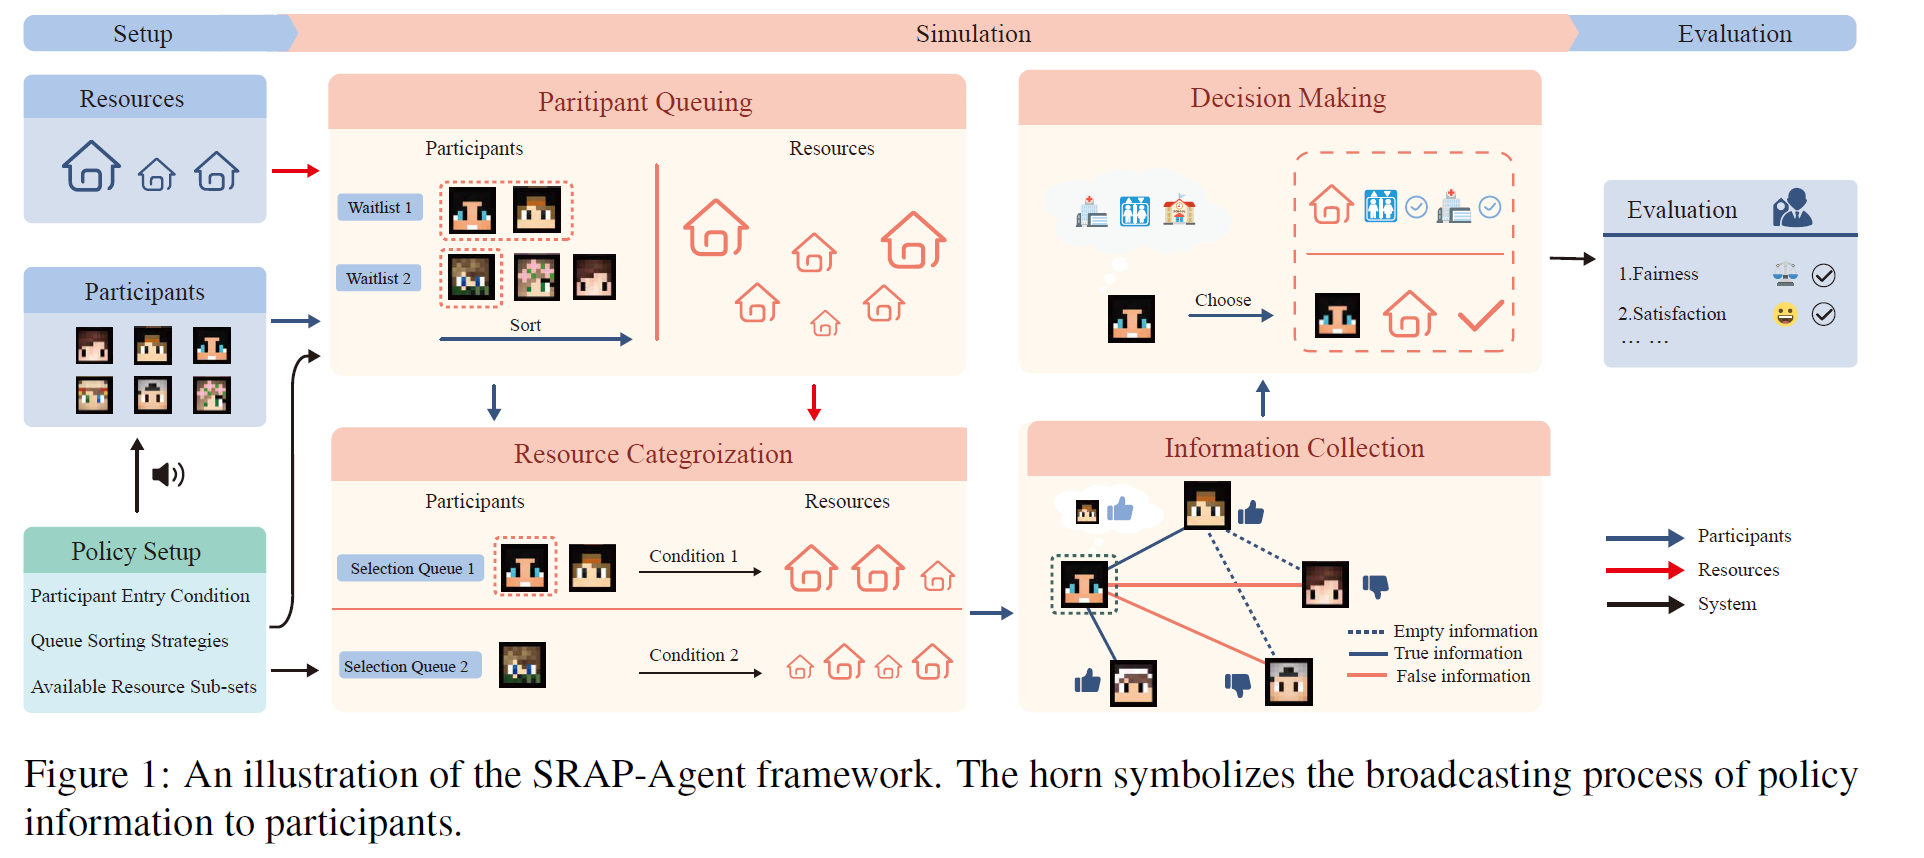 Setup
Simulation
Evaluation
Resources
Participants
Policy Setup
Participant Entry Condition
Queue Sorting Strategies
Available Resource Sub-sets
Paritipant Queuing
Participants
Resources
Waitlist 1
Waitlist 2
Sort
Resource Categroization
Participants
Resources
Selection Queue 1
Condition 1
Selection Queue 2
Condition 2
Decision Making
Choose
Information Collection
Empty information
True information
False information
Evaluation
1.Fairness
2.Satisfaction
... ...
Participants
Resources
System
Figure 1: An illustration of the SRAP-Agent framework. The horn symbolizes the broadcasting process of policy
information to participants.